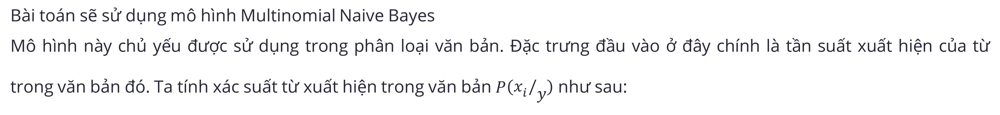 Bài toán sẽ sử dụng mô hình Multinomial Naive Bayes
Mô hình này chủ yếu được sử dụng trong phân loại văn bản. Đặc trưng đầu vào ở đây chính là tần suất xuất hiện của từ
trong văn bản đó. Ta tính xác suất từ xuất hiện trong văn bản P(x_i/y) như sau: